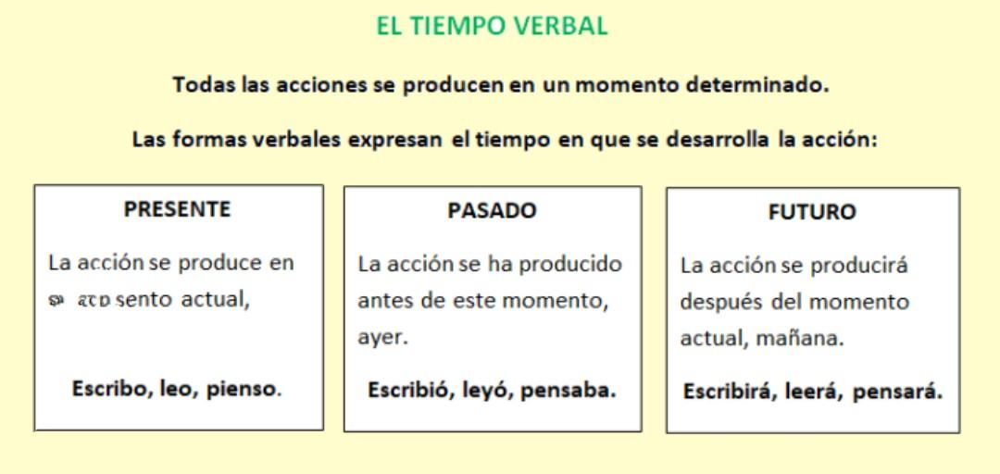 EL TIEMPO VERBAL
Todas las acciones se producen en un momento determinado.
Las formas verbales expresan el tiempo en que se desarrolla la acción:
PRESENTE
La acción se produce en
sento actual,
Escribo, leo, pienso.
PASADO
La acción se ha producido
antes de este momento,
ayer.
Escribió, leyó, pensaba.
FUTURO
La acción se producirá
después del momento
actual, mañana.
Escribirá, leerá, pensará.